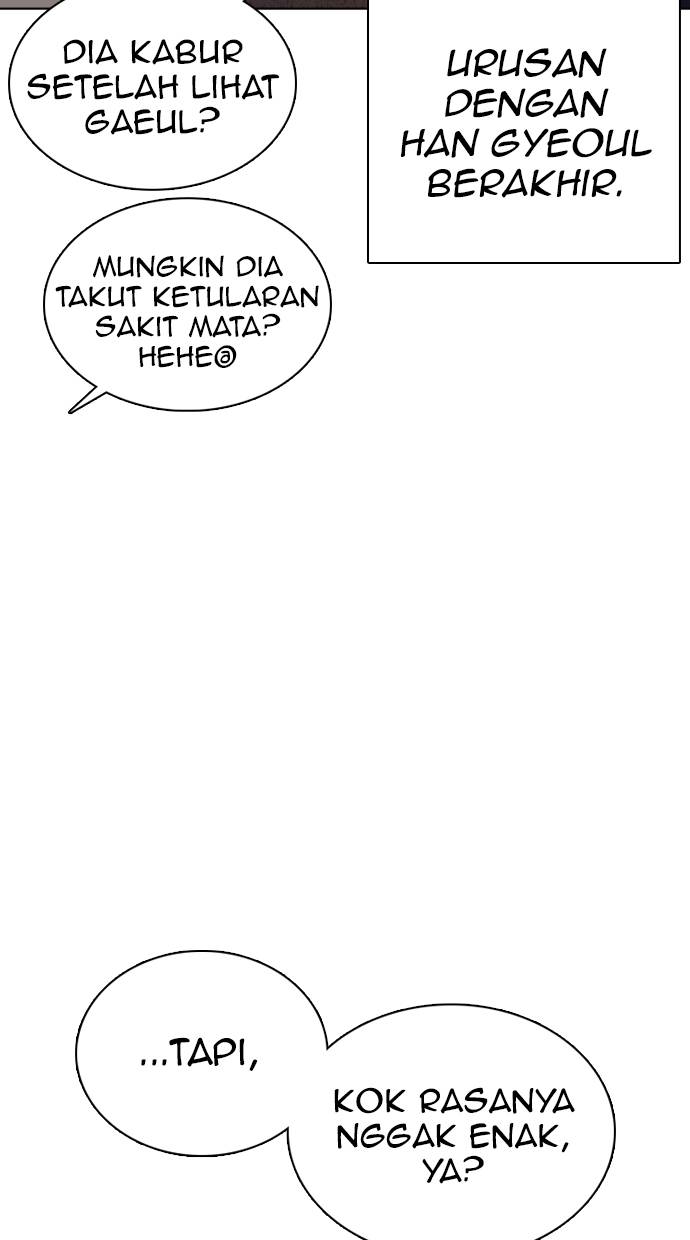 DIA KABUR
SETELAH LIHAT
GAEUL?
URUSAN
DENGAN
HAN GYEOUL
BERAKHIR.
MUNGKIN DIA
TAKUT KETULARAN
SAKIT MATA?
HEHE@
...TAPI,
KOK RASANYA
NGGAK ENAK,
YA?